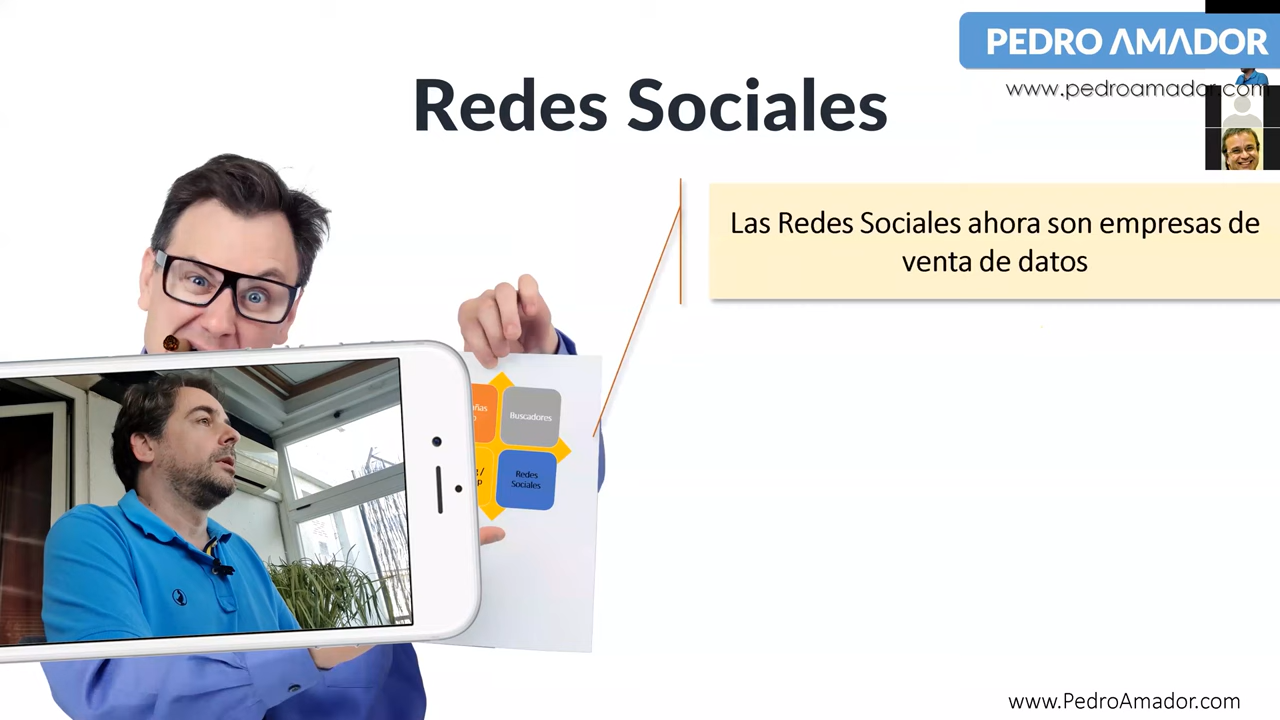 PEDRO AMADOR
www.pedroamador.com
Redes Sociales
Las Redes Sociales ahora son empresas de
venta de datos
Buscadores
Redes
Sociales
www.PedroAmador.com